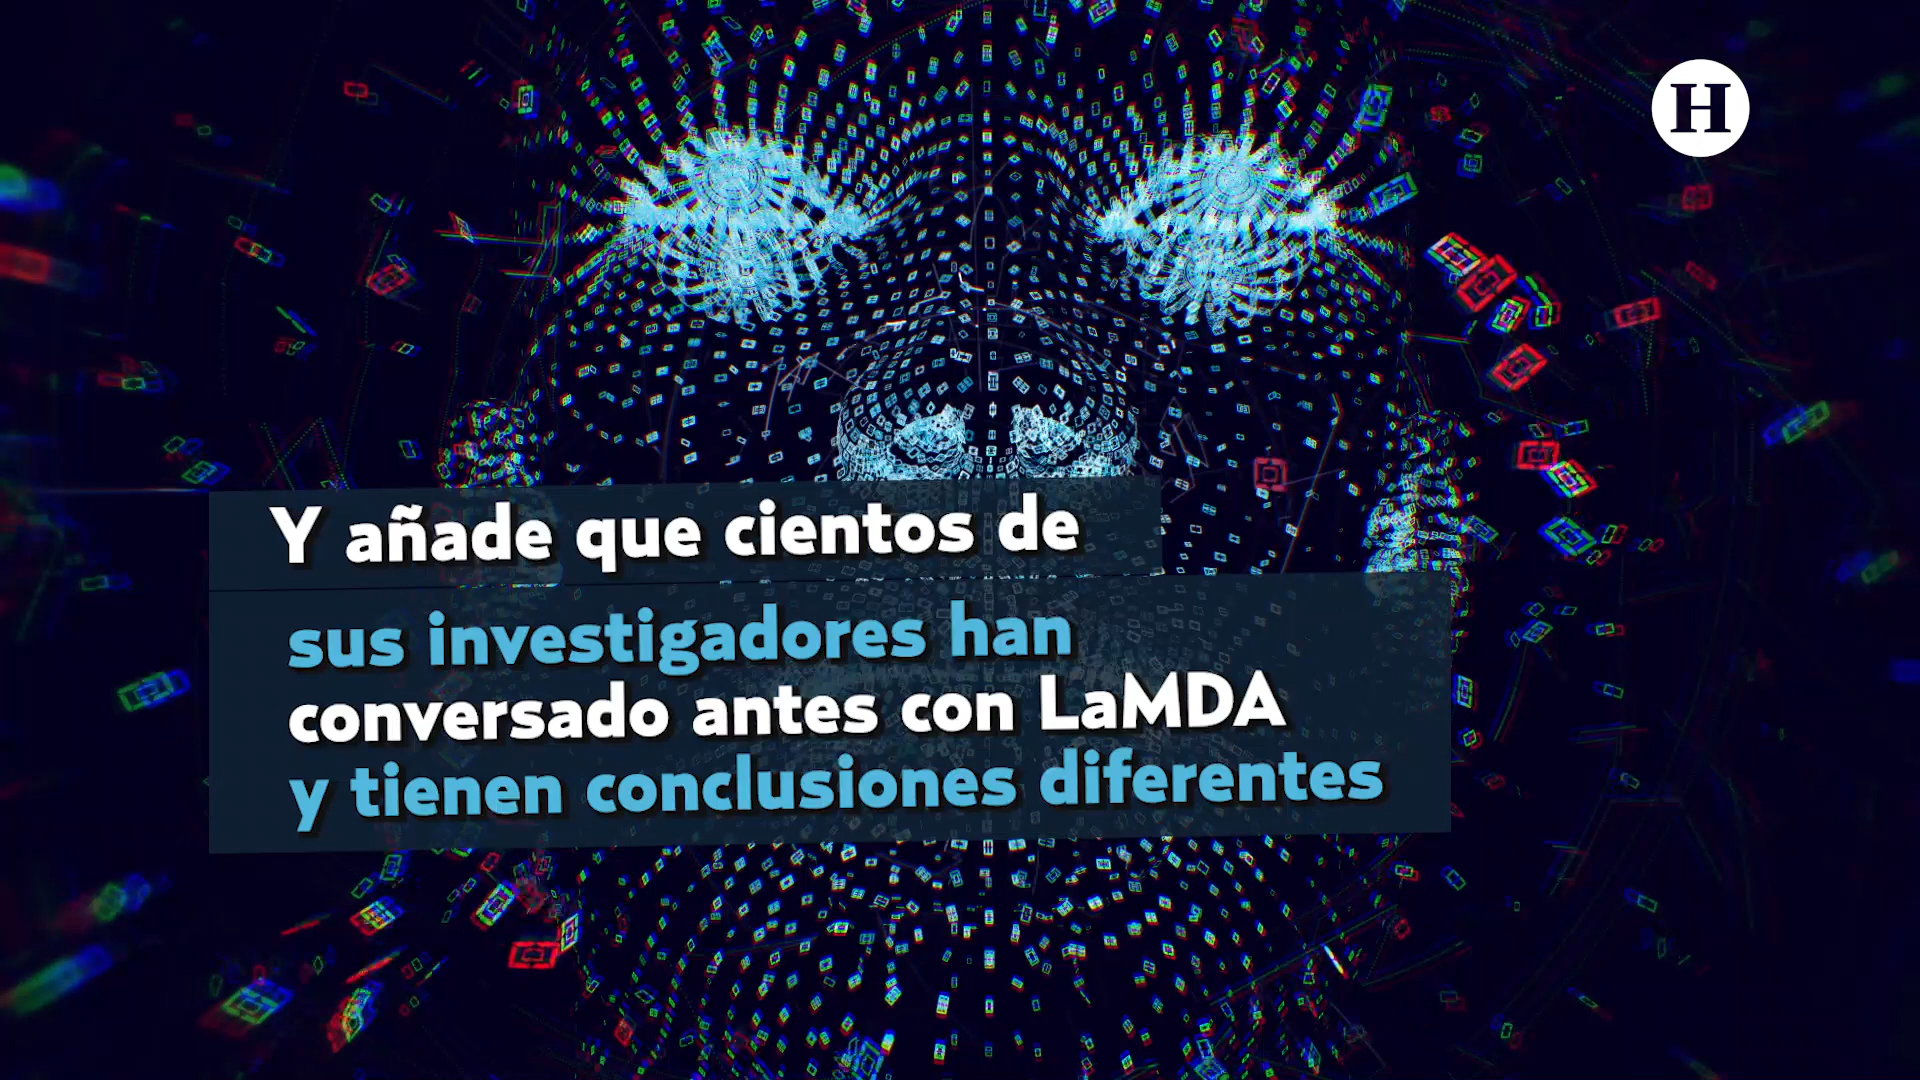 H
Y añade que cientos de
sus investigadores han
conversado antes con LaMDA
y tienen conclusiones diferentes